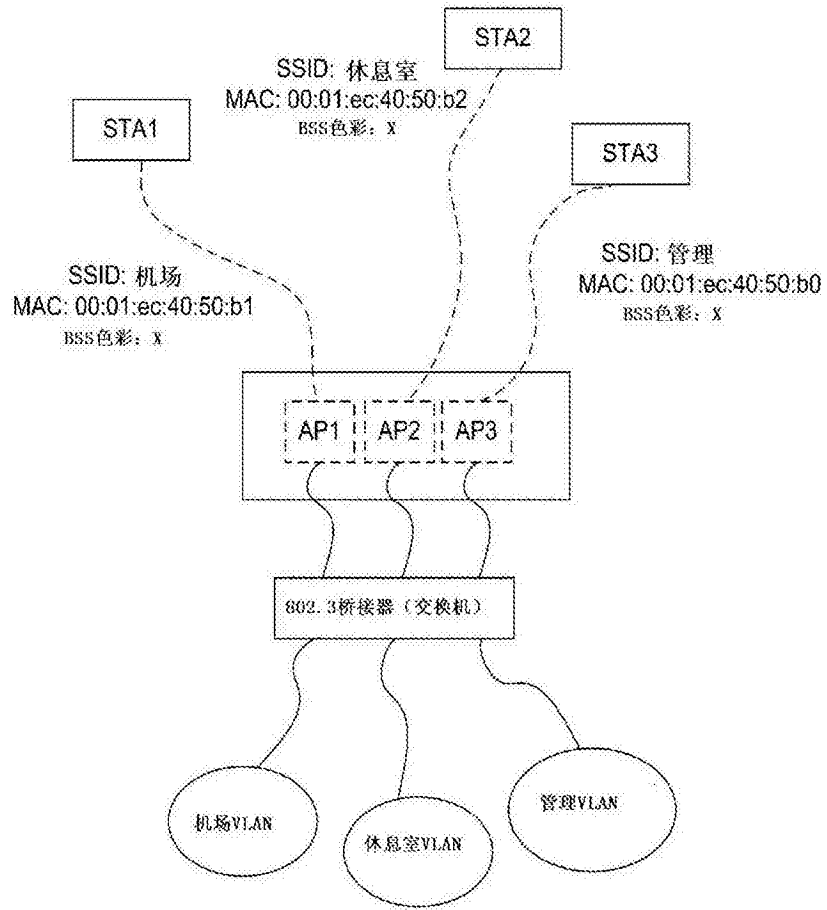 STA2
SSID: 休息室
MAC: 00:01:ec:40:50:b2
BSS色彩: X
STA1
STA3
SSID: 机场
MAC: 00:01:ec:40:50:b1
BSS色彩: X
SSID: 管理
MAC: 00:01:ec:40:50:b0
BSS色彩: X
AP1
AP2
AP3
802.3桥接器（交换机）
机场VLAN
休息室VLAN
管理VLAN